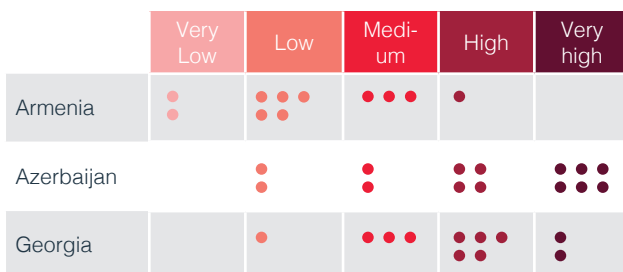 Very
Low
Low
Medi-
um
High
Very
high
Armenia
Azerbaijan
Georgia